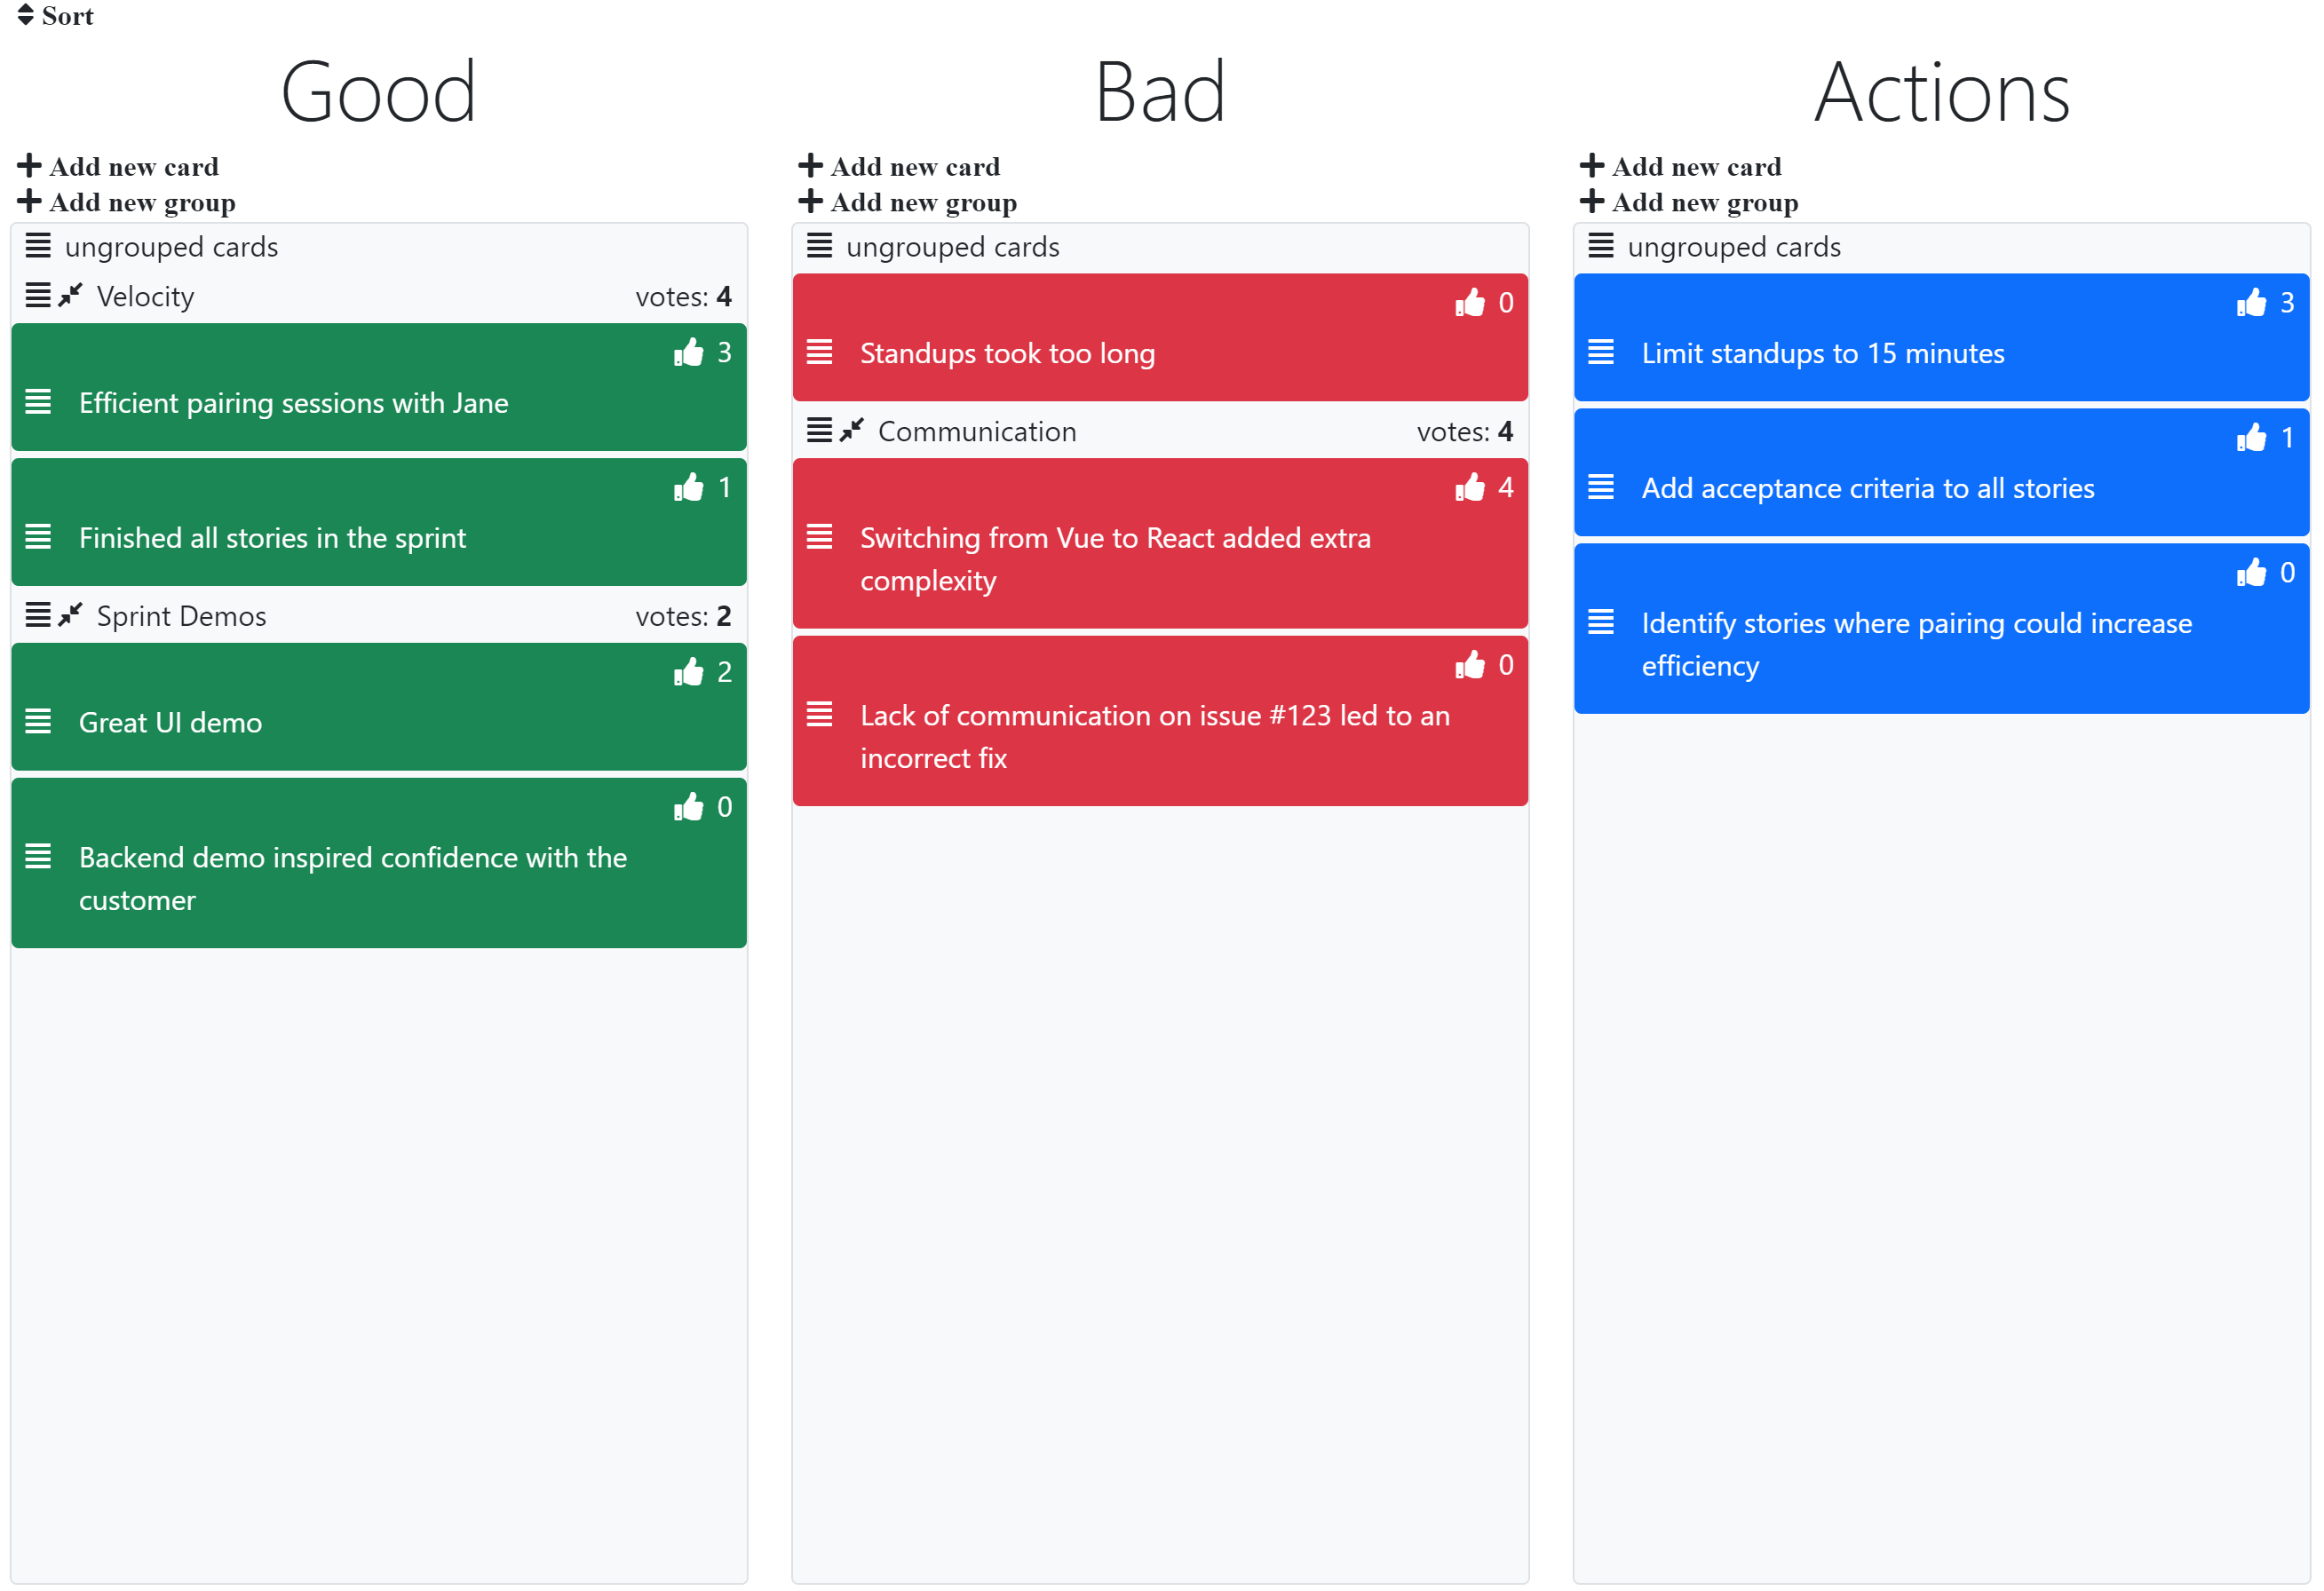 Sort
Good
Add new card
Add new group
ungrouped cards
Velocity votes: 4
3
Efficient pairing sessions with Jane
1
Finished all stories in the sprint
Sprint Demos votes: 2
2
Great UI demo
0
Backend demo inspired confidence with the
customer
Bad
Add new card
Add new group
ungrouped cards
0
Standups took too long
Communication votes: 4
4
Switching from Vue to React added extra
complexity
0
Lack of communication on issue #123 led to an
incorrect fix
Actions
Add new card
Add new group
ungrouped cards
3
Limit standups to 15 minutes
1
Add acceptance criteria to all stories
0
Identify stories where pairing could increase
efficiency